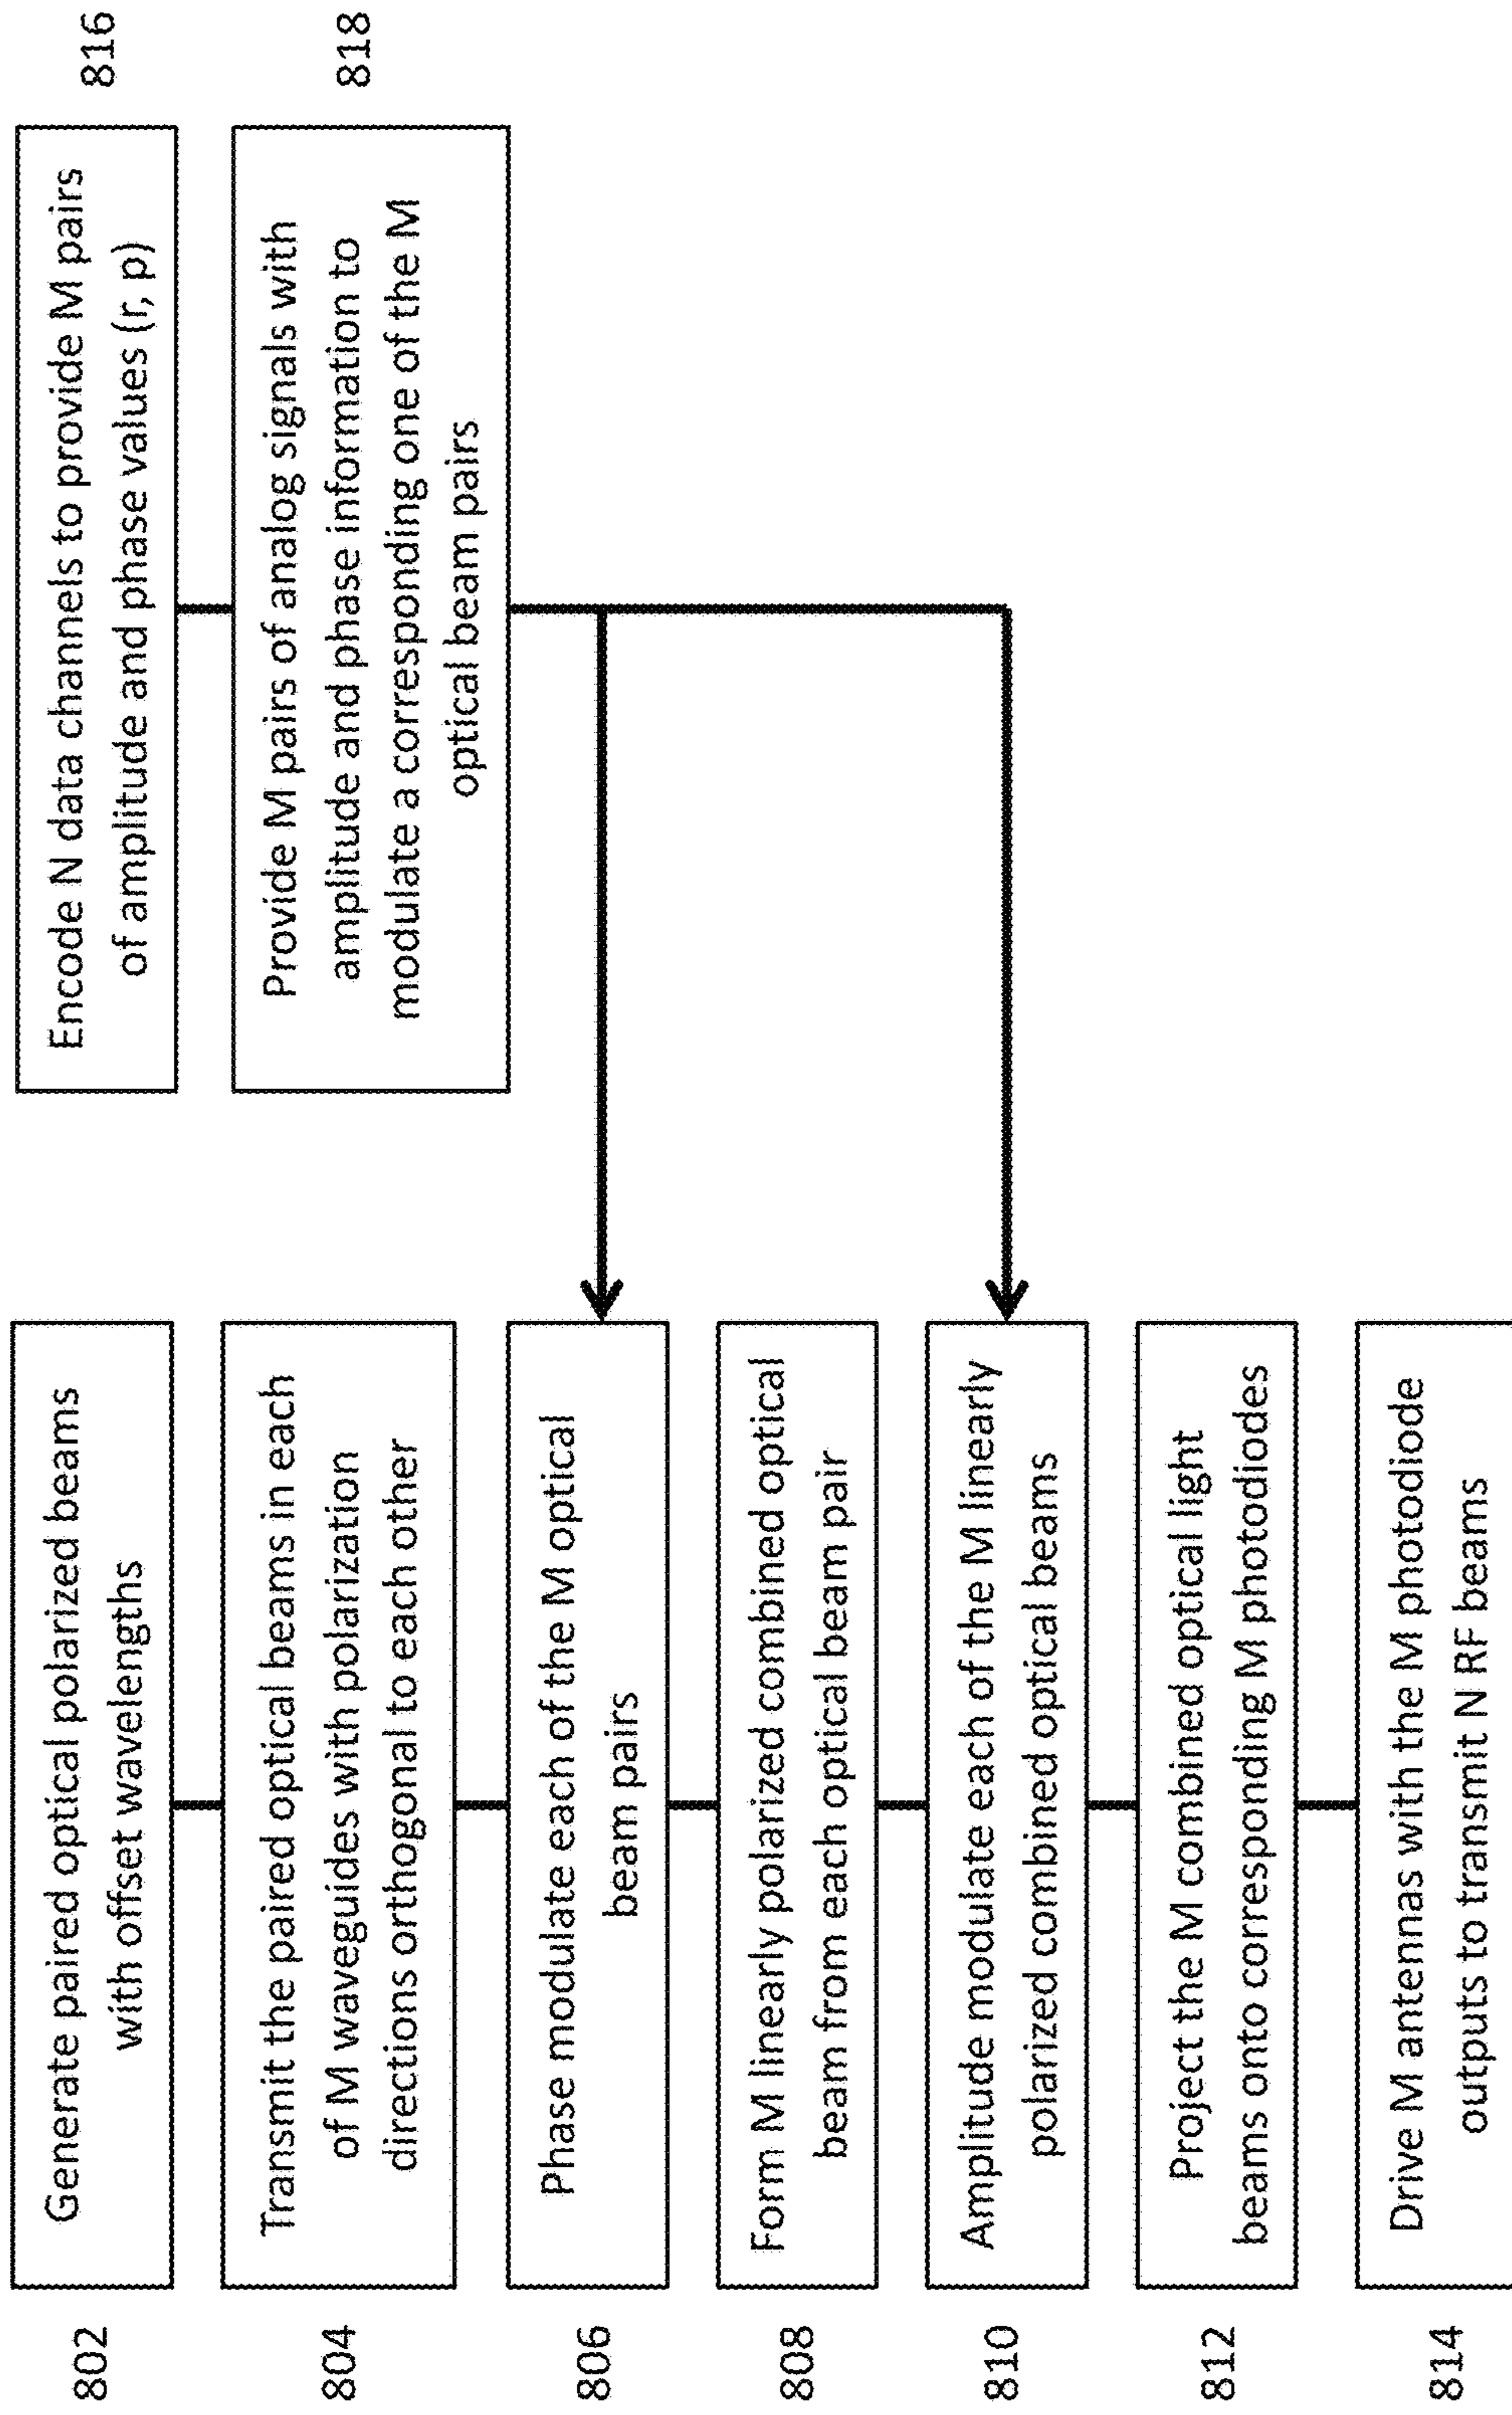 802
Generate paired optical polarized beams
with offset wavelengths
804
Transmit the paired optical beams in each
of M waveguides with polarization
directions orthogonal to each other
806
Phase modulate each of the M optical
beam pairs
808
Form M linearly polarized combined optical
beam from each optical beam pair
810
Amplitude modulate each of the M linearly
polarized combined optical beams
812
Project the M combined optical light
beams onto corresponding M photodiodes
814
Drive M antennas with the M photodiode
outputs to transmit N RF beams
Encode N data channels to provide M pairs
of amplitude and phase values (r, p)
816
Provide M pairs of analog signals with
amplitude and phase information to
modulate a corresponding one of the M
optical beam pairs
818